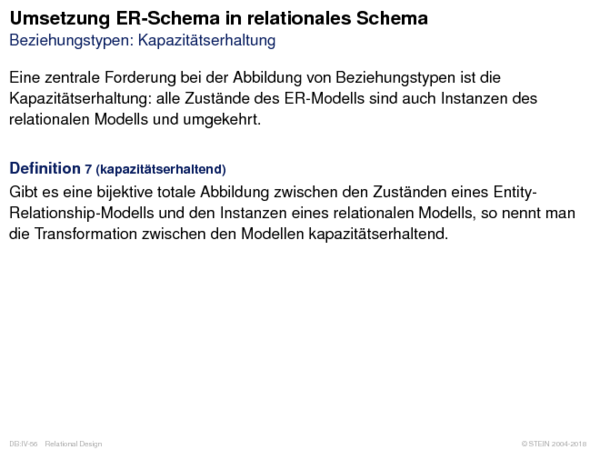 Umsetzung ER-Schema in relationales Schema
Beziehungstypen: Kapazitätserhaltung
Eine zentrale Forderung bei der Abbildung von Beziehungstypen ist die
Kapazitätserhaltung: alle Zustände des ER-Modells sind auch Instanzen des
relationalen Modells und umgekehrt.
Definition 7 (kapazitätserhaltend)
Gibt es eine bijektive totale Abbildung zwischen den Zuständen eines Entity-
Relationship-Modells und den Instanzen eines relationalen Modells, so nennt man
die Transformation zwischen den Modellen kapazitätserhaltend.
DB:IV-56 Relational Design © STEIN 2004-2018